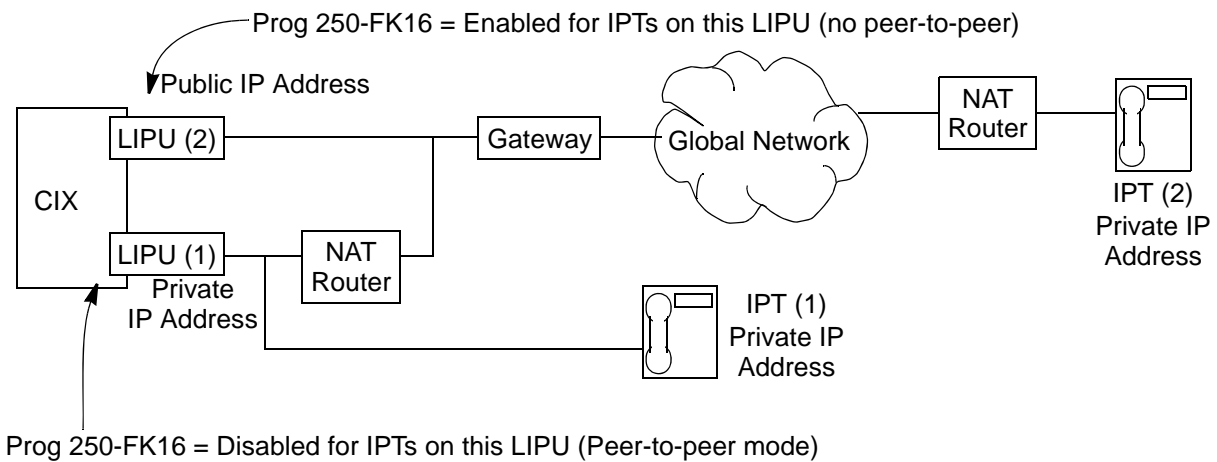 Prog 250-FK16 = Enabled for IPTs on this LIPU (no peer-to-peer)
Public IP Address
LIPU (2)
Gateway
Global Network
NAT
Router
IPT (2)
Private IP
Address
CIX
LIPU (1)
NAT
Router
Private
IP Address
IPT (1)
Private IP
Address
Prog 250-FK16 = Disabled for IPTs on this LIPU (Peer-to-peer mode)